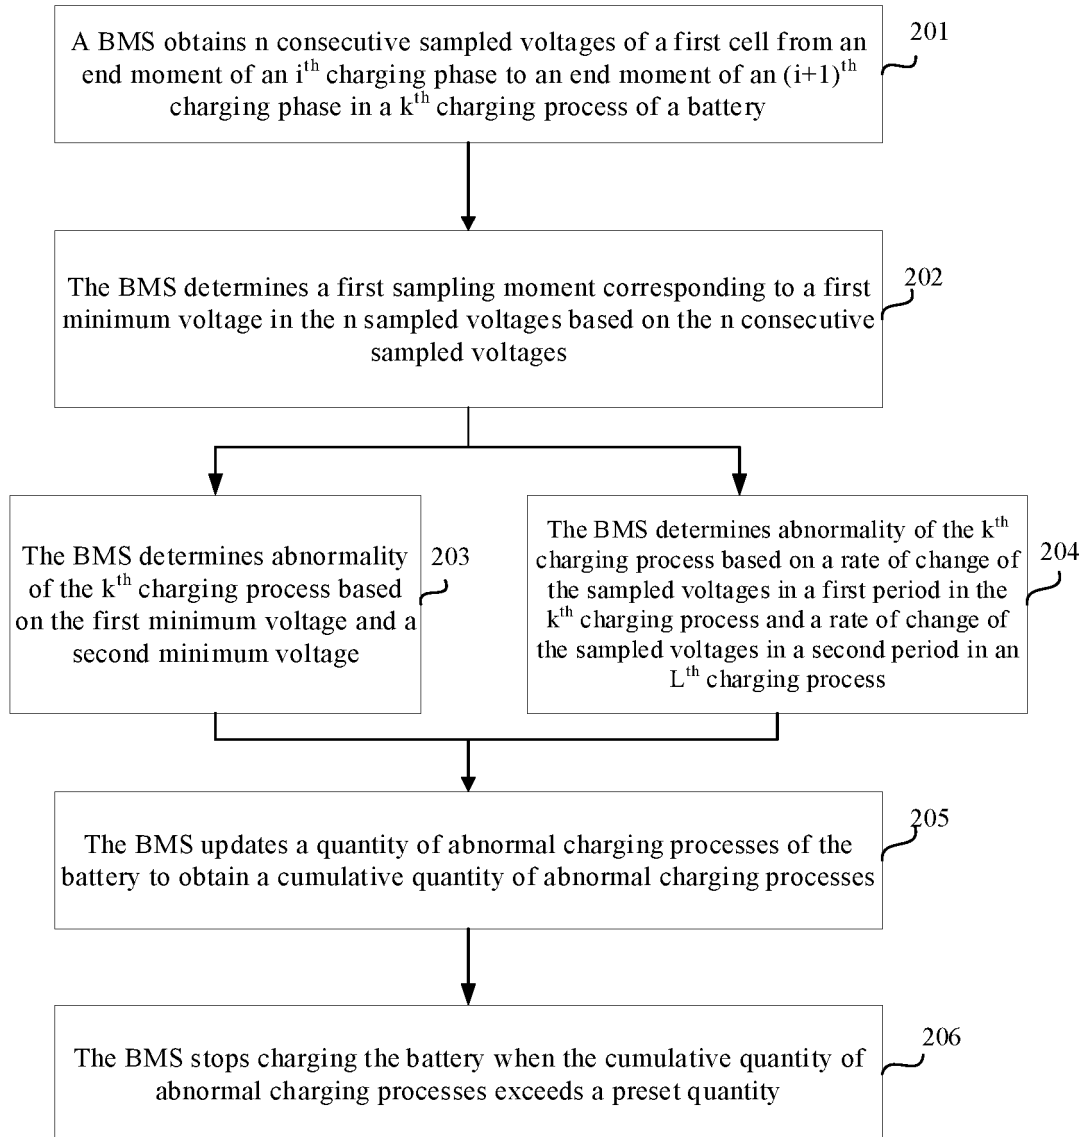 A BMS obtains n consecutive sampled voltages of a first cell from an
end moment of an i^th charging phase to an end moment of an (i+1)^th
charging phase in a k^th charging process of a battery
201
The BMS determines a first sampling moment corresponding to a first
minimum voltage in the n sampled voltages based on the n consecutive
sampled voltages
202
The BMS determines abnormality
of the k^th charging process based
on the first minimum voltage and a
second minimum voltage
203
The BMS determines abnormality of the k^th
charging process based on a rate of change of
the sampled voltages in a first period in the
k^th charging process and a rate of change of
the sampled voltages in a second period in an
L^th charging process
204
The BMS updates a quantity of abnormal charging processes of the
battery to obtain a cumulative quantity of abnormal charging processes
205
The BMS stops charging the battery when the cumulative quantity of
abnormal charging processes exceeds a preset quantity
206